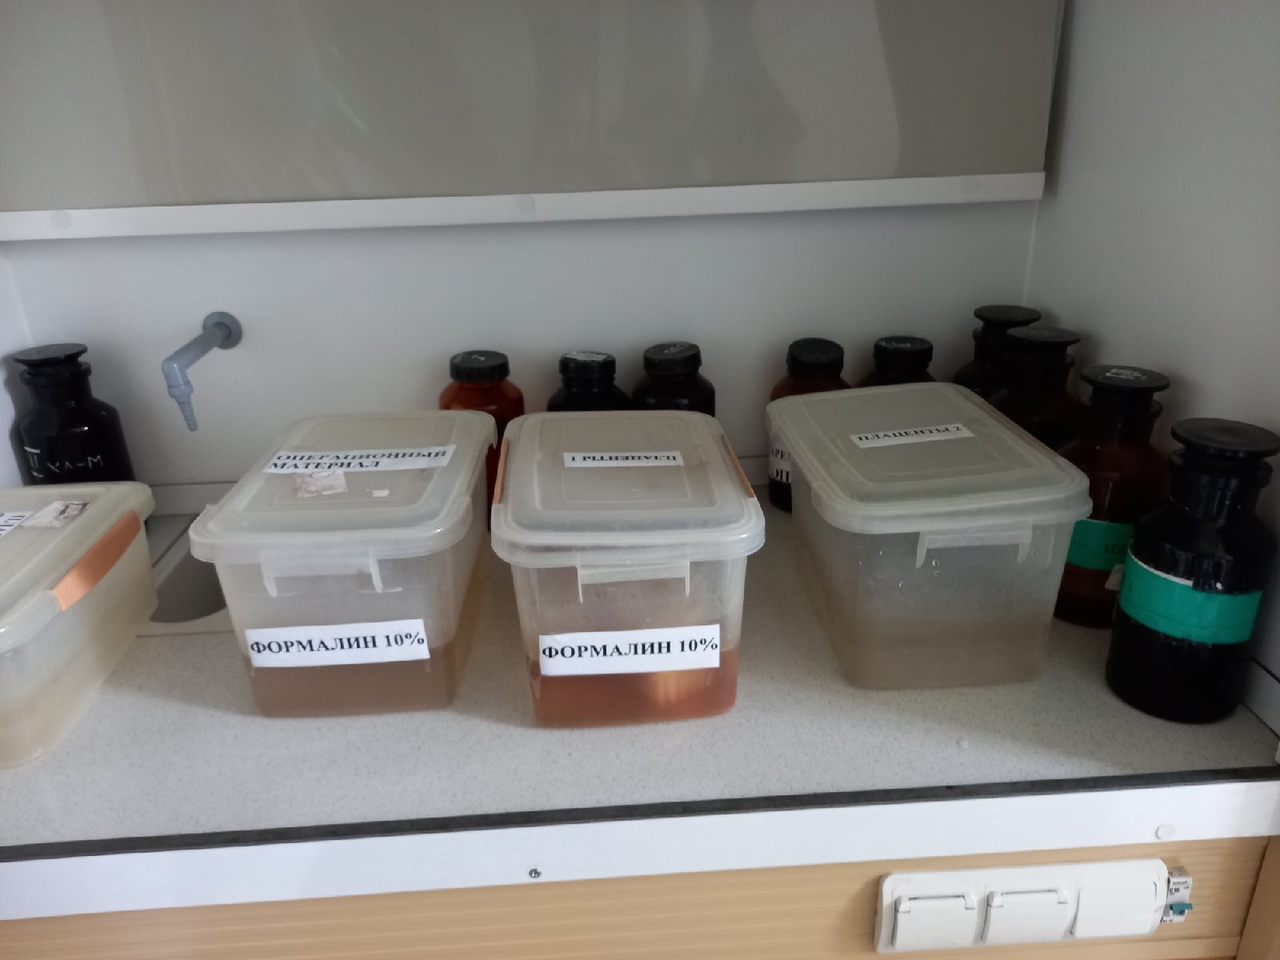 ОПЕРАЦИОННЫЙ
МАТЕРИАЛ
ПЛАЦЕНТЫ 1
ПЛАЦЕНТЫ 2
ФОРМАЛИН 10%
ФОРМАЛИН 10%